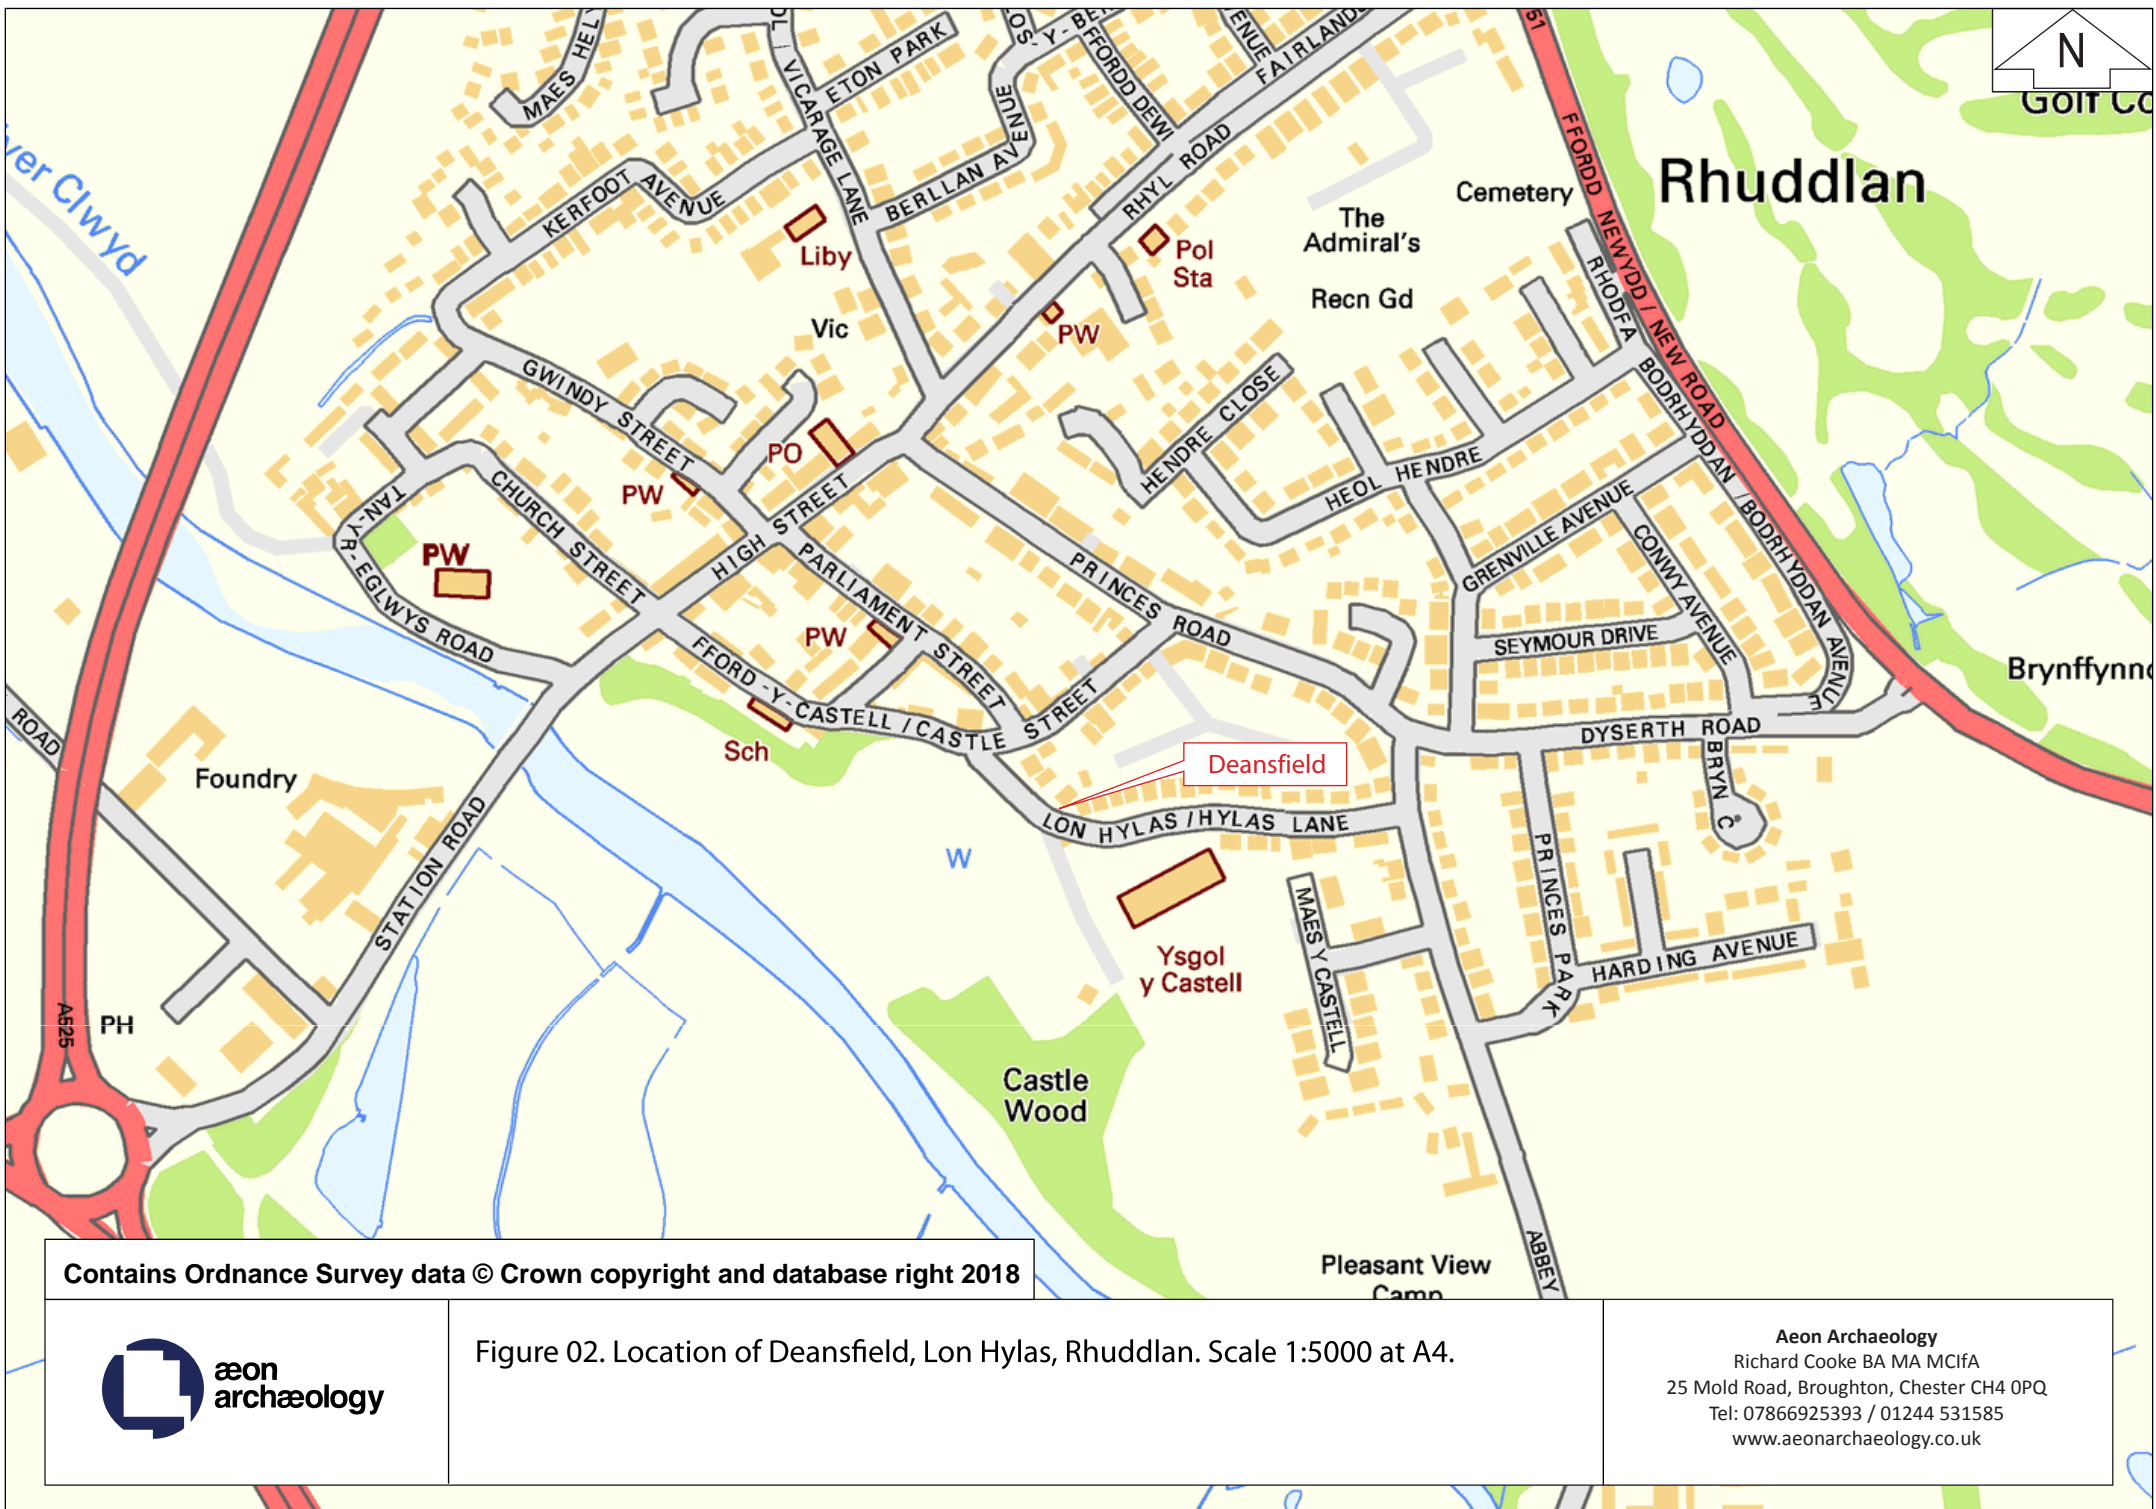 MAES HEL
VICARAGE LANE
ETON PARK
FFORDD DEWI
FAIRLANDS
RHYL ROAD
BERLLAN AVENUE
KERFOOT AVENUE
FFORDD NEWYDD / NEW ROAD
N
Golf Co
Rhuddlan
Cemetery
The
Admiral's
Recn Gd
Pol
Sta
Liby
Vic
PW
ver Clwyd
RHODFA BODRHYDDAN / BODRHYDDAN AVENUE
GWINDY STREET
PO
PW
HENDRE CLOSE
HEOL HENDRE
GRENVILLE AVENUE
CONWY AVENUE
SEYMOUR DRIVE
CHURCH STREET
TAN-Y-
R-EGLWYS ROAD
PW
HIGH STREET
PARLIAMENT STREET
PW
PRINCES ROAD
FFORD-Y-CASTELL / CASTLE STREET
Sch
Brynffynno
DYSERTH ROAD
BRYN C
Deansfield
LON HYLAS / HYLAS LANE
ROAD
Foundry
STATION ROAD
W
Ysgol
y Castell
MAES Y CASTELL
PRINCES PARK
HARDING AVENUE
A525
PH
Castle
Wood
ABBEY
Pleasant View
Camp
Contains Ordnance Survey data © Crown copyright and database right 2018
æon
archæology
Figure 02. Location of Deansfield, Lon Hylas, Rhuddlan. Scale 1:5000 at A4.
Aeon Archaeology
Richard Cooke BA MA MCIfA
25 Mold Road, Broughton, Chester CH4 0PQ
Tel: 07866925393 / 01244 531585
www.aeonarchaeology.co.uk